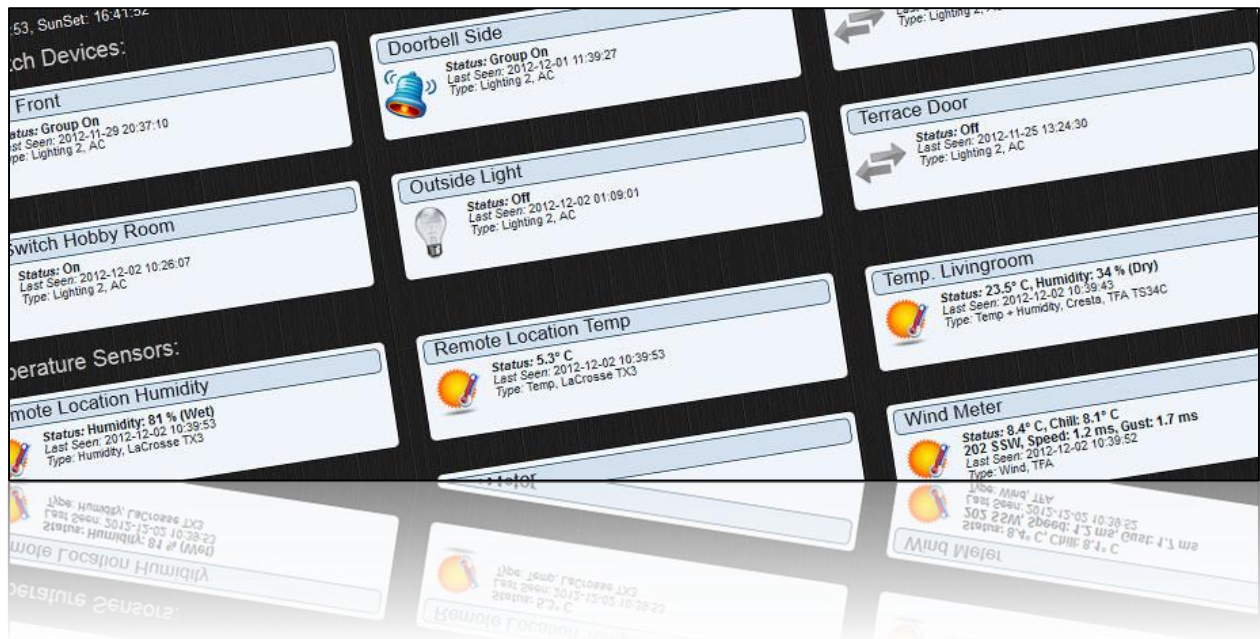 :53, SunSet: 16:41:52
tch Devices:
Front
Status: Group On
Last Seen: 2012-11-29 20:37:10
Type: Lighting 2, AC
Doorbell Side
Status: Group On
Last Seen: 2012-12-01 11:39:27
Type: Lighting 2, AC
Type: Lighting 2,
Switch Hobby Room
Status: On
Last Seen: 2012-12-02 10:26:07
Type: Lighting 2, AC
Outside Light
Status: Off
Last Seen: 2012-12-02 01:09:01
Type: Lighting 2, AC
Terrace Door
Status: Off
Last Seen: 2012-11-25 13:24:30
Type: Lighting 2, AC
perature Sensors:
mote Location Humidity
Status: Humidity: 81 % (Wet)
Last Seen: 2012-12-02 10:39:53
Type: Humidity, LaCrosse TX3
Remote Location Temp
Status: 5.3° C
Last Seen: 2012-12-02 10:39:53
Type: Temp, LaCrosse TX3
Temp. Livingroom
Status: 23.5° C, Humidity: 34 % (Dry)
Last Seen: 2012-12-02 10:39:43
Type: Temp + Humidity, Cresta, TFA TS34C
Wind Meter
Status: 8.4° C, Chill: 8.1° C
202 SSW, Speed: 1.2 ms, Gust: 1.7 ms
Last Seen: 2012-12-02 10:39:52
Type: Wind, TFA